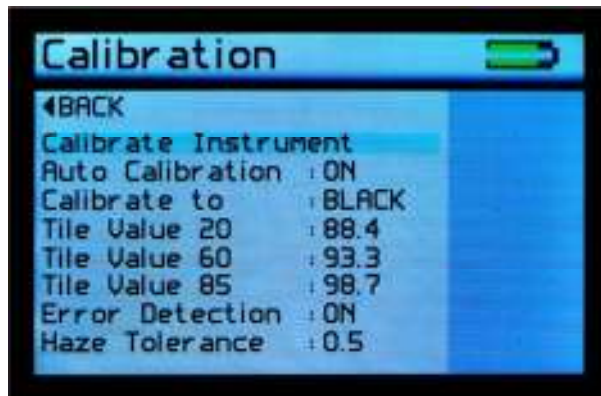 Calibration
◀BACK
Calibrate Instrument
Auto Calibration : ON
Calibrate to : BLACK
Tile Value 20 : 88.4
Tile Value 60 : 93.3
Tile Value 85 : 98.7
Error Detection : ON
Haze Tolerance : 0.5